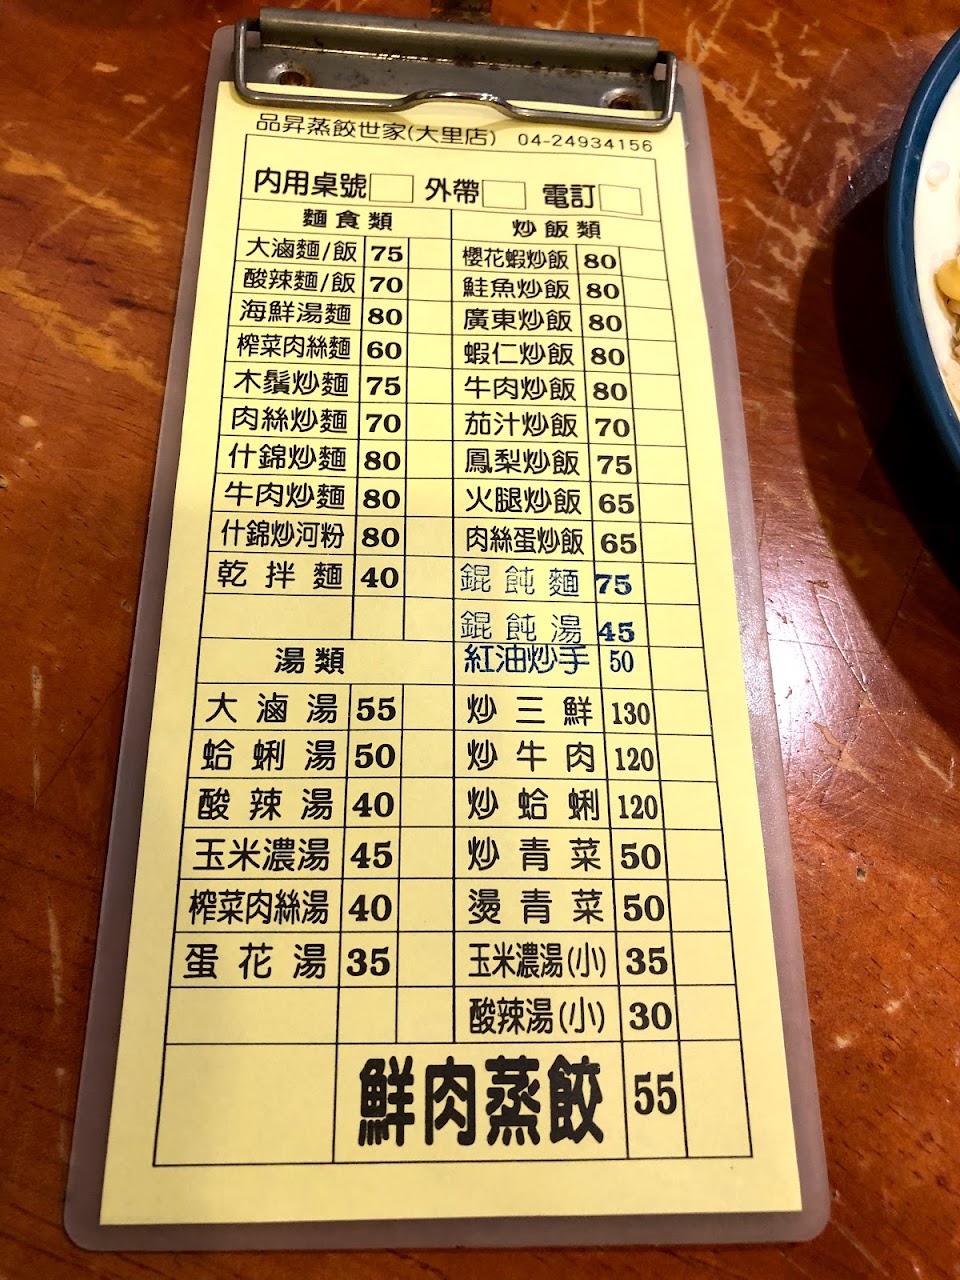 品昇蒸餃世家(大里店) 04-24934156
內用桌號 外帶 電訂
麵食類 炒飯類
大滷麵/飯 75 櫻花蝦炒飯 80
酸辣麵/飯 70 鮭魚炒飯 80
海鮮湯麵 80 廣東炒飯 80
榨菜肉絲麵 60 蝦仁炒飯 80
木鬚炒麵 75 牛肉炒飯 80
肉絲炒麵 70 茄汁炒飯 70
什錦炒麵 80 鳳梨炒飯 75
牛肉炒麵 80 火腿炒飯 65
什錦炒河粉 80 肉絲蛋炒飯 65
乾拌麵 40 錕飩麵 75
錕飩湯 45
湯類 紅油炒手 50
大滷湯 55 炒三鮮 130
蛤蜊湯 50 炒牛肉 120
酸辣湯 40 炒蛤蜊 120
玉米濃湯 45 炒青菜 50
榨菜肉絲湯 40 燙青菜 50
蛋花湯 35 玉米濃湯(小) 35
酸辣湯(小) 30
鮮肉蒸餃 55